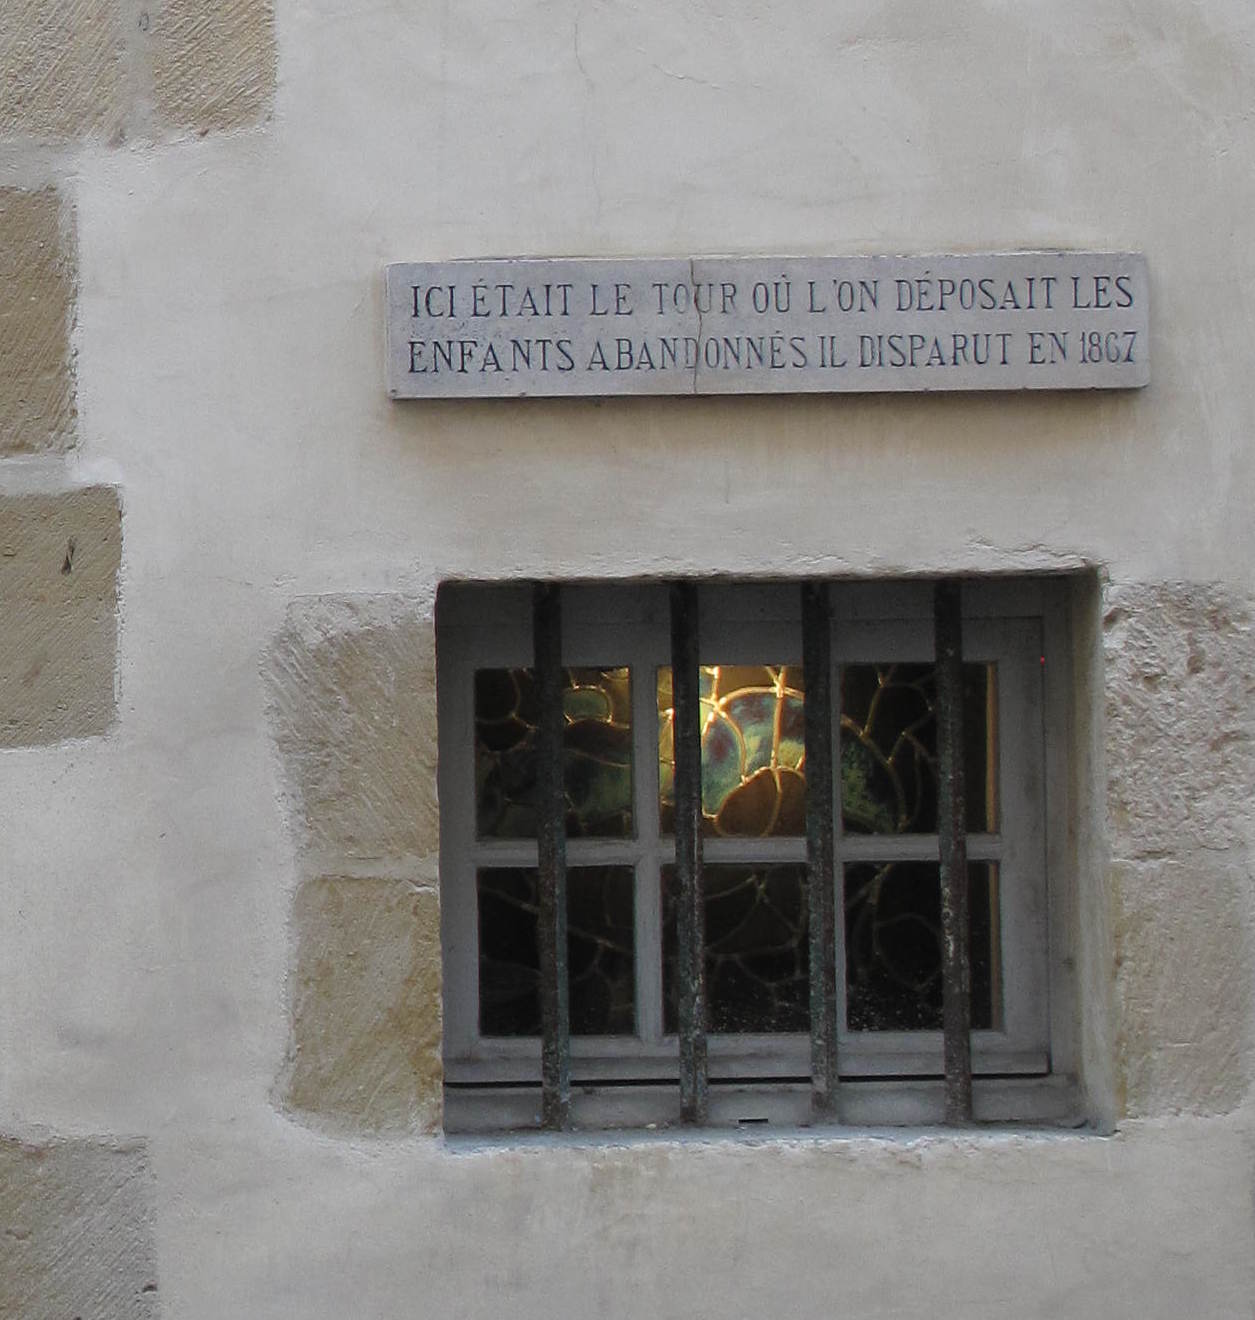 ICI ÉTAIT LE TOUR OÙ L'ON DÉPOSAIT LES
ENFANTS ABANDONNÉS IL DISPARUT EN 1867